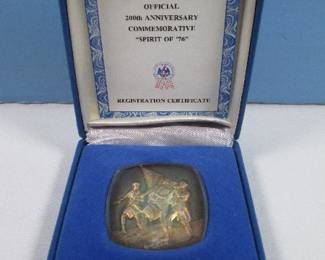 OFFICIAL
200th ANNIVERSARY
COMMEMORATIVE
"SPIRIT OF '76"
REGISTRATION CERTIFICATE